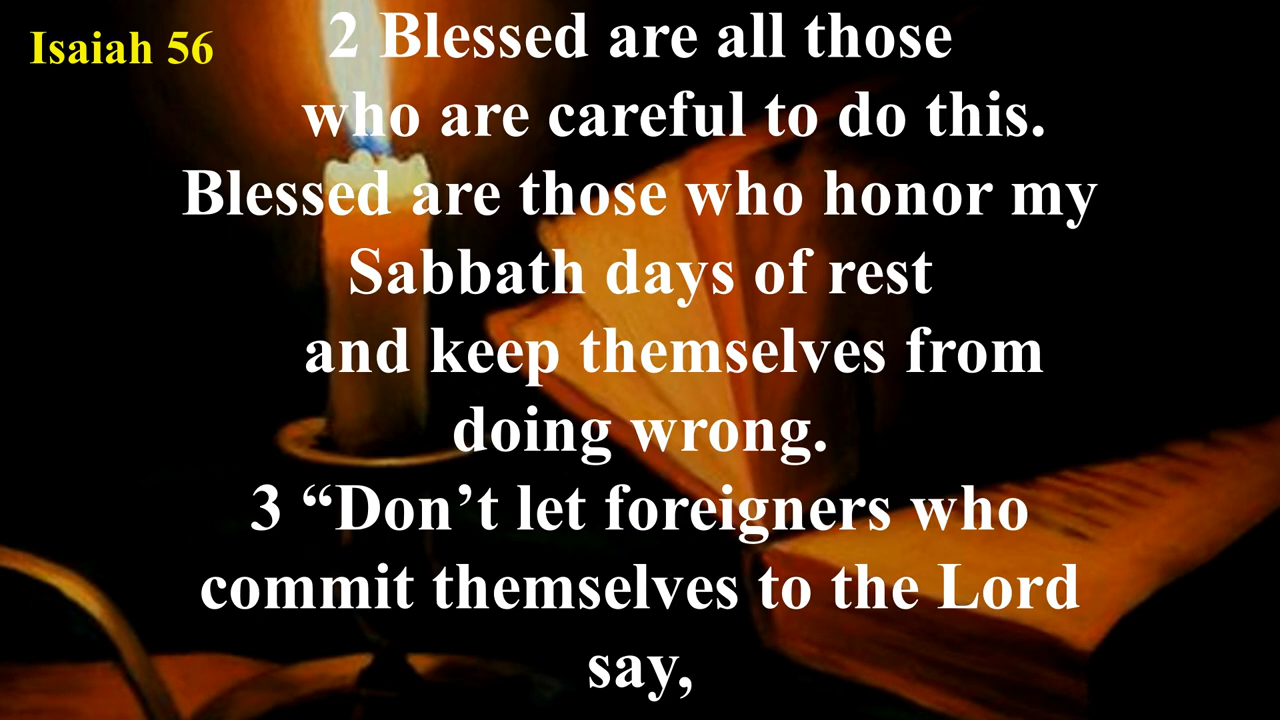 Isaiah 56
2 Blessed are all those
who are careful to do this.
Blessed are those who honor my
Sabbath days of rest
and keep themselves from
doing wrong.
3 “Don’t let foreigners who
commit themselves to the Lord
say,